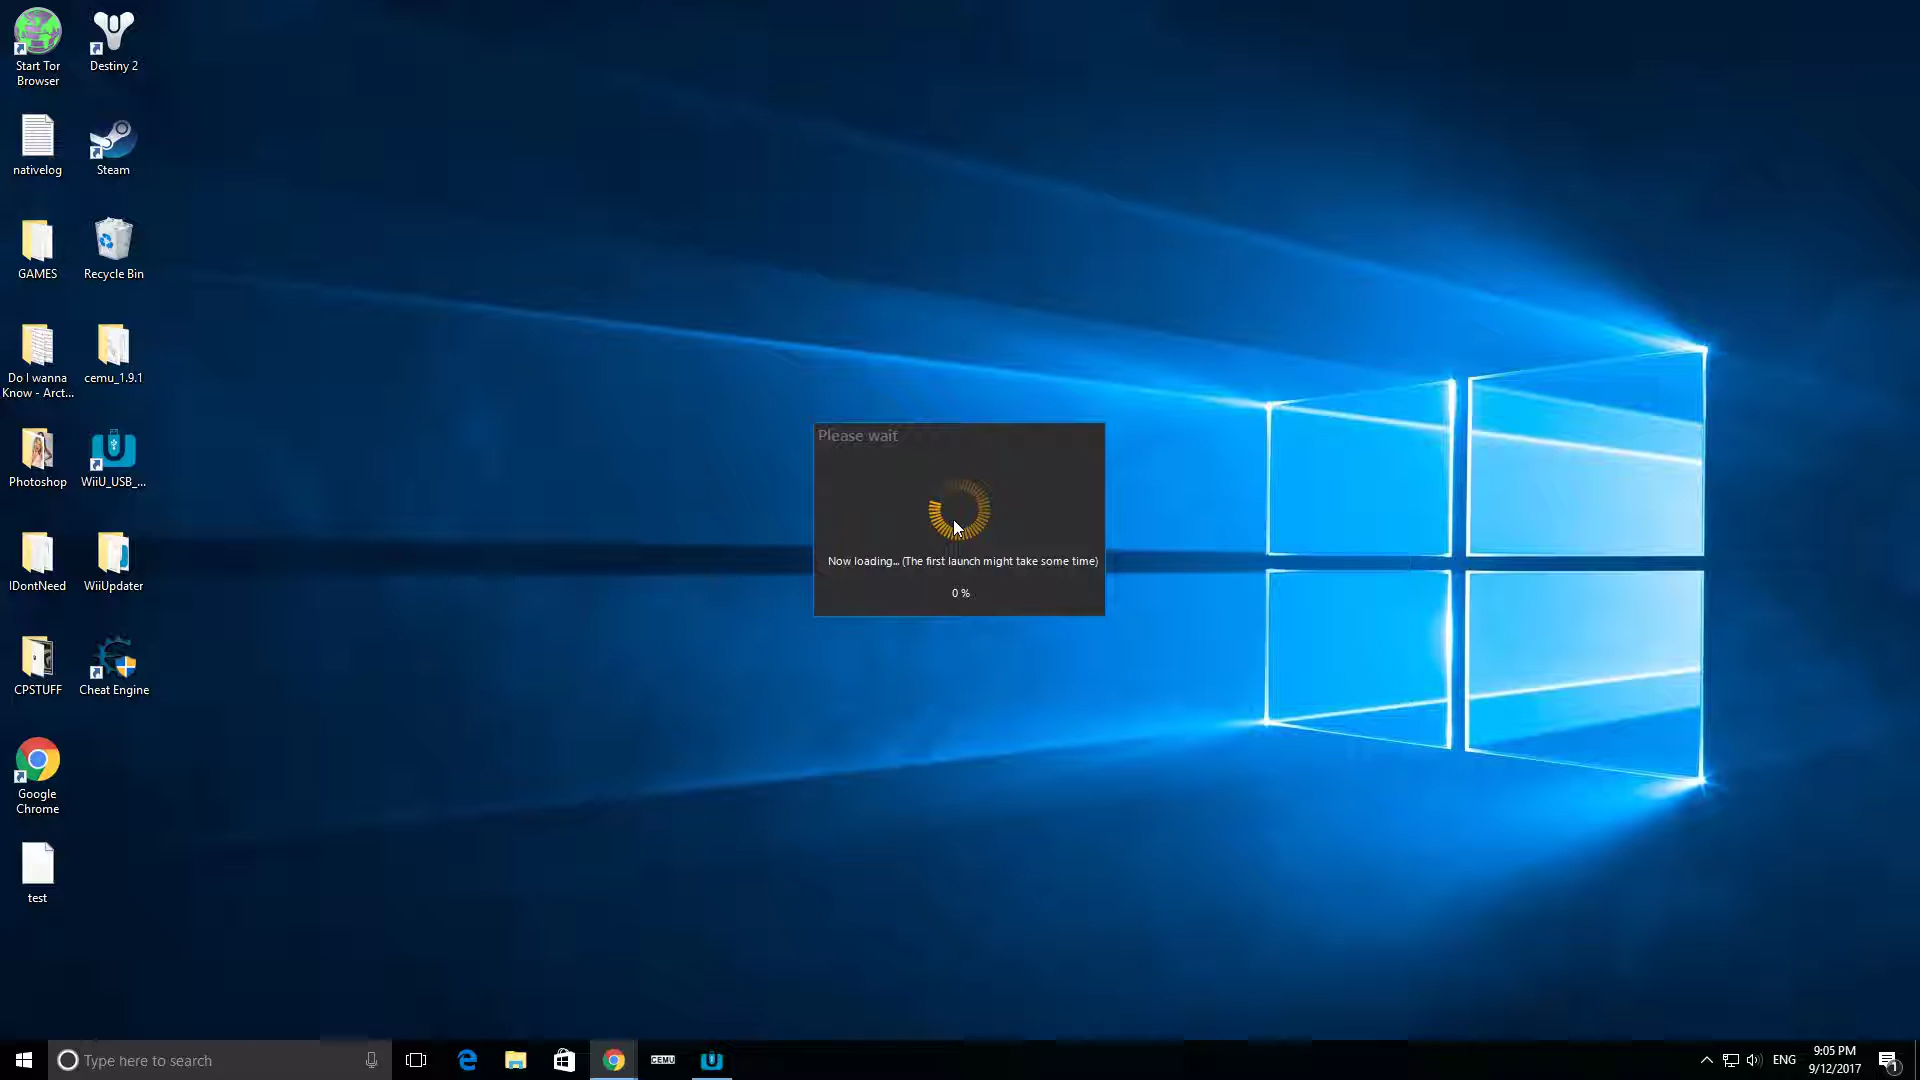 Start Tor
Browser
Destiny 2
nativelog
Steam
GAMES
Recycle Bin
Do I wanna
Know - Arct...
cemu_1.9.1
Photoshop
WiiU_USB_...
IDontNeed
WiiUpdater
CPSTUFF
Cheat Engine
Google
Chrome
test
Please wait
Now loading... (The first launch might take some time)
0 %
Type here to search
CEMU
ENG
9:05 PM
9/12/2017
1